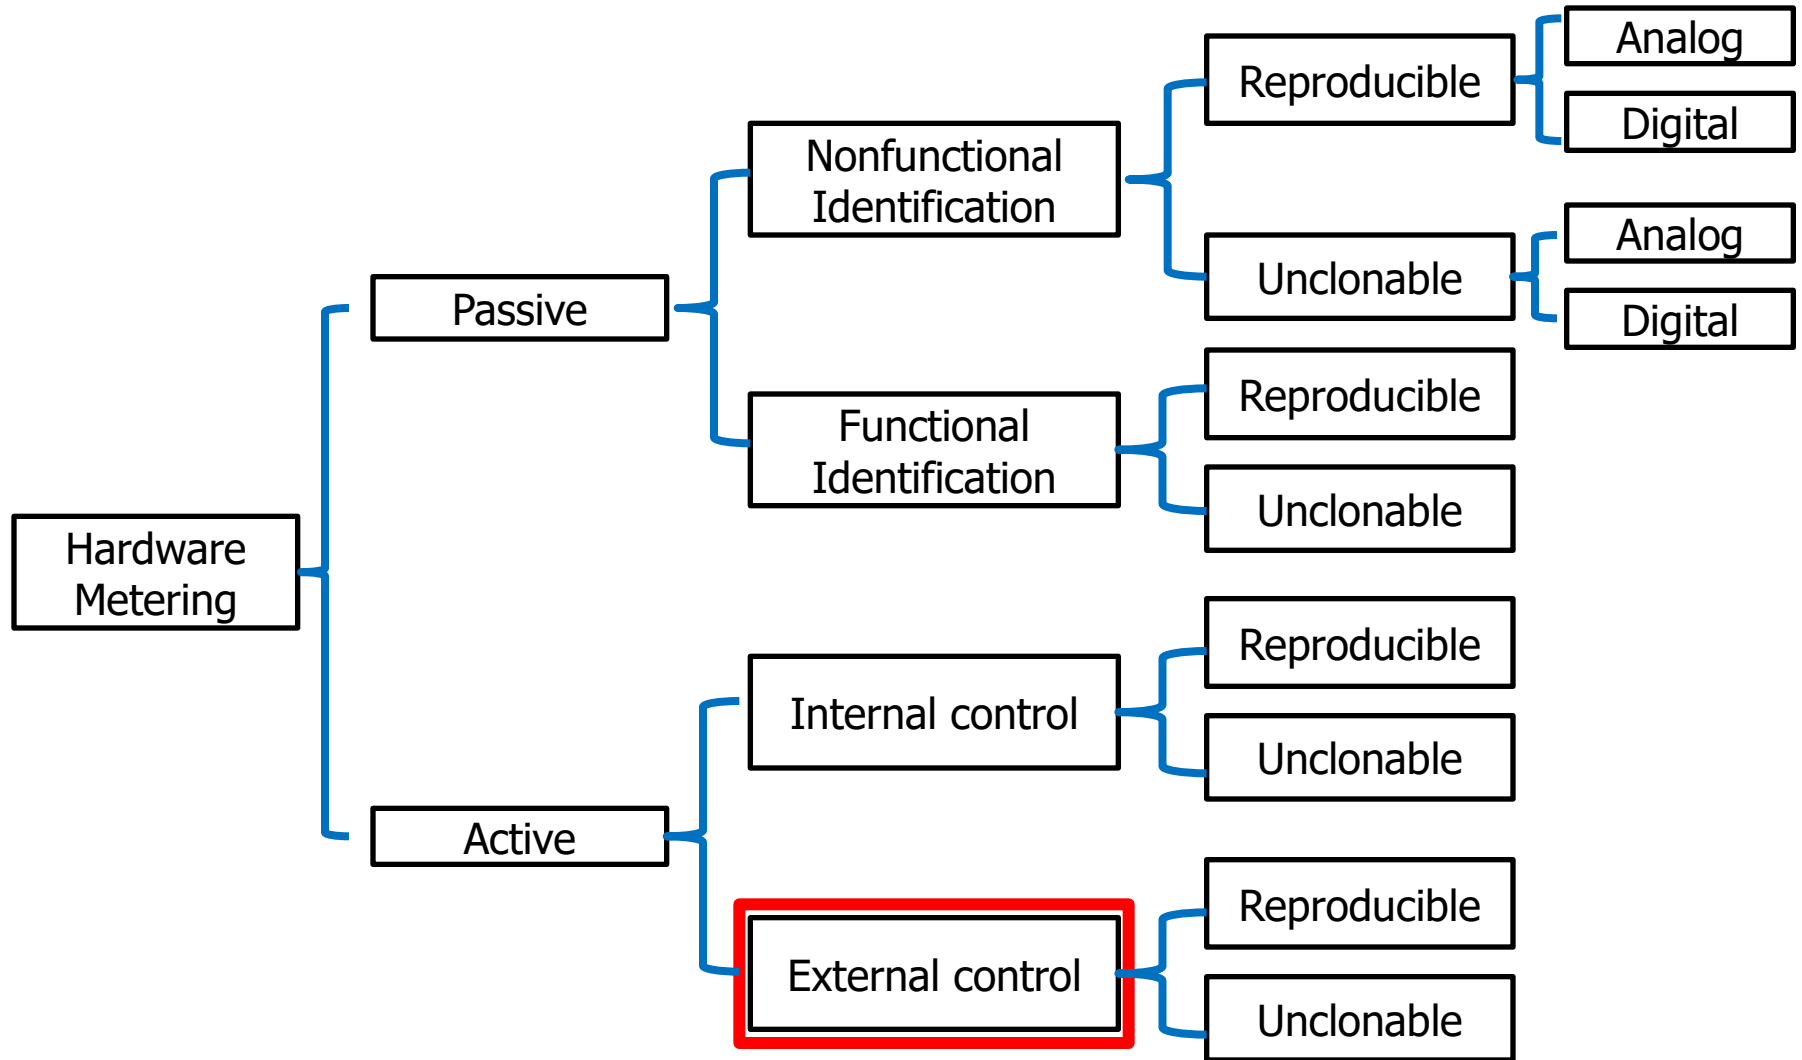 Hardware
Metering
Passive
Nonfunctional
Identification
Reproducible
Analog
Digital
Unclonable
Analog
Digital
Functional
Identification
Reproducible
Unclonable
Active
Internal control
Reproducible
Unclonable
External control
Reproducible
Unclonable